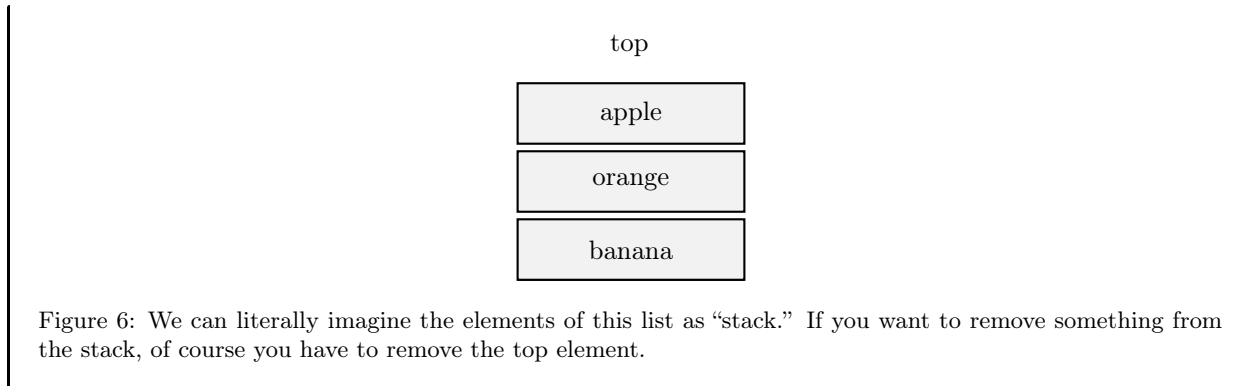 top
apple
orange
banana
Figure 6: We can literally imagine the elements of this list as “stack.” If you want to remove something from
the stack, of course you have to remove the top element.